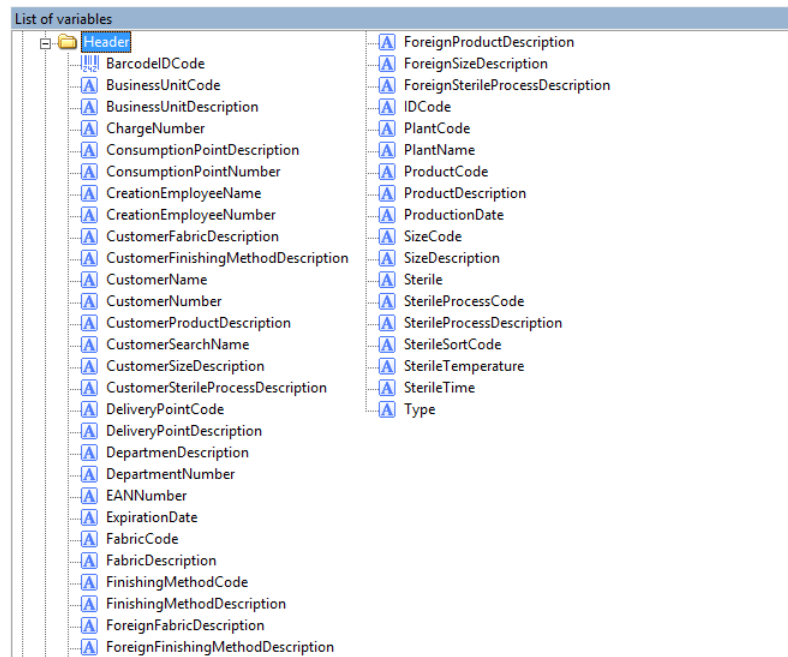 List of variables
Header
BarcodeIDCode
BusinessUnitCode
BusinessUnitDescription
ChargeNumber
ConsumptionPointDescription
ConsumptionPointNumber
CreationEmployeeName
CreationEmployeeNumber
CustomerFabricDescription
CustomerFinishingMethodDescription
CustomerName
CustomerNumber
CustomerProductDescription
CustomerSearchName
CustomerSizeDescription
CustomerSterileProcessDescription
DeliveryPointCode
DeliveryPointDescription
DepartmenDescription
DepartmentNumber
EANNumber
ExpirationDate
FabricCode
FabricDescription
FinishingMethodCode
FinishingMethodDescription
ForeignFabricDescription
ForeignFinishingMethodDescription
ForeignProductDescription
ForeignSizeDescription
ForeignSterileProcessDescription
IDCode
PlantCode
PlantName
ProductCode
ProductDescription
ProductionDate
SizeCode
SizeDescription
Sterile
SterileProcessCode
SterileProcessDescription
SterileSortCode
SterileTemperature
SterileTime
Type